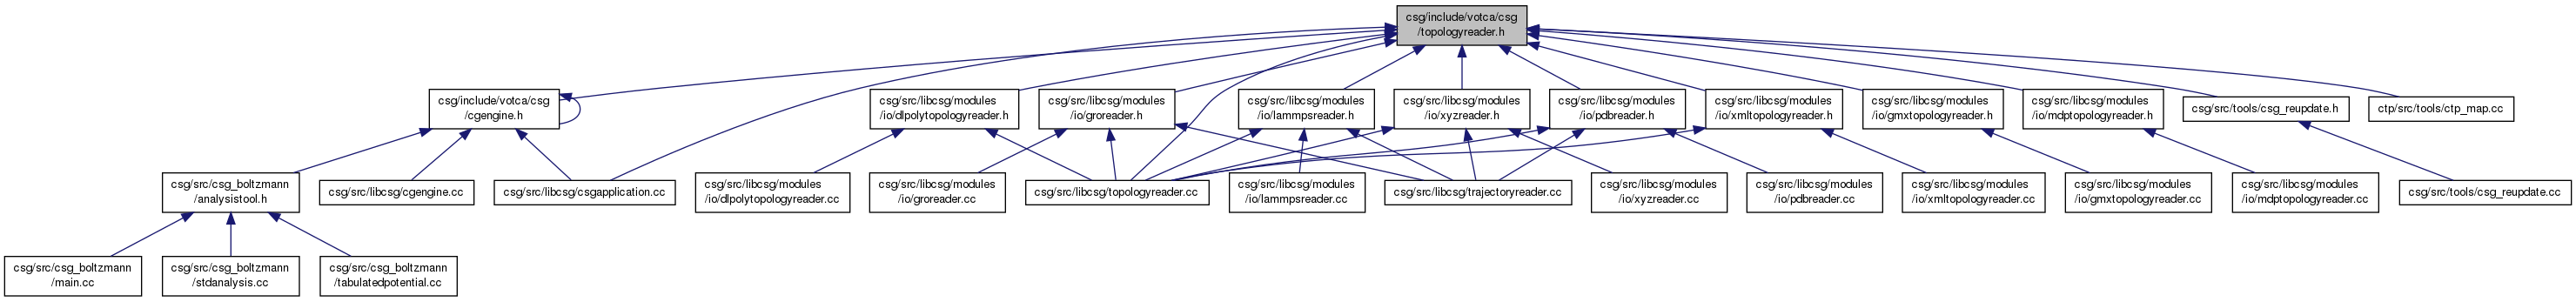 csg/include/votca/csg
/topologyreader.h
csg/include/votca/csg
/cgengine.h
csg/src/libcsg/modules
/io/dlpolytopologyreader.h
csg/src/libcsg/modules
/io/groreader.h
csg/src/libcsg/modules
/io/lammpsreader.h
csg/src/libcsg/modules
/io/xyzreader.h
csg/src/libcsg/modules
/io/pdbreader.h
csg/src/libcsg/modules
/io/xmltopologyreader.h
csg/src/libcsg/modules
/io/gmxtopologyreader.h
csg/src/libcsg/modules
/io/mdptopologyreader.h
csg/src/tools/csg_reupdate.h
ctp/src/tools/ctp_map.cc
csg/src/csg_boltzmann
/analysistool.h
csg/src/libcsg/cgengine.cc
csg/src/libcsg/csgapplication.cc
csg/src/libcsg/modules
/io/dlpolytopologyreader.cc
csg/src/libcsg/modules
/io/groreader.cc
csg/src/libcsg/topologyreader.cc
csg/src/libcsg/modules
/io/lammpsreader.cc
csg/src/libcsg/trajectoryreader.cc
csg/src/libcsg/modules
/io/xyzreader.cc
csg/src/libcsg/modules
/io/pdbreader.cc
csg/src/libcsg/modules
/io/xmltopologyreader.cc
csg/src/libcsg/modules
/io/gmxtopologyreader.cc
csg/src/libcsg/modules
/io/mdptopologyreader.cc
csg/src/tools/csg_reupdate.cc
csg/src/csg_boltzmann
/main.cc
csg/src/csg_boltzmann
/stdanalysis.cc
csg/src/csg_boltzmann
/tabulatedpotential.cc